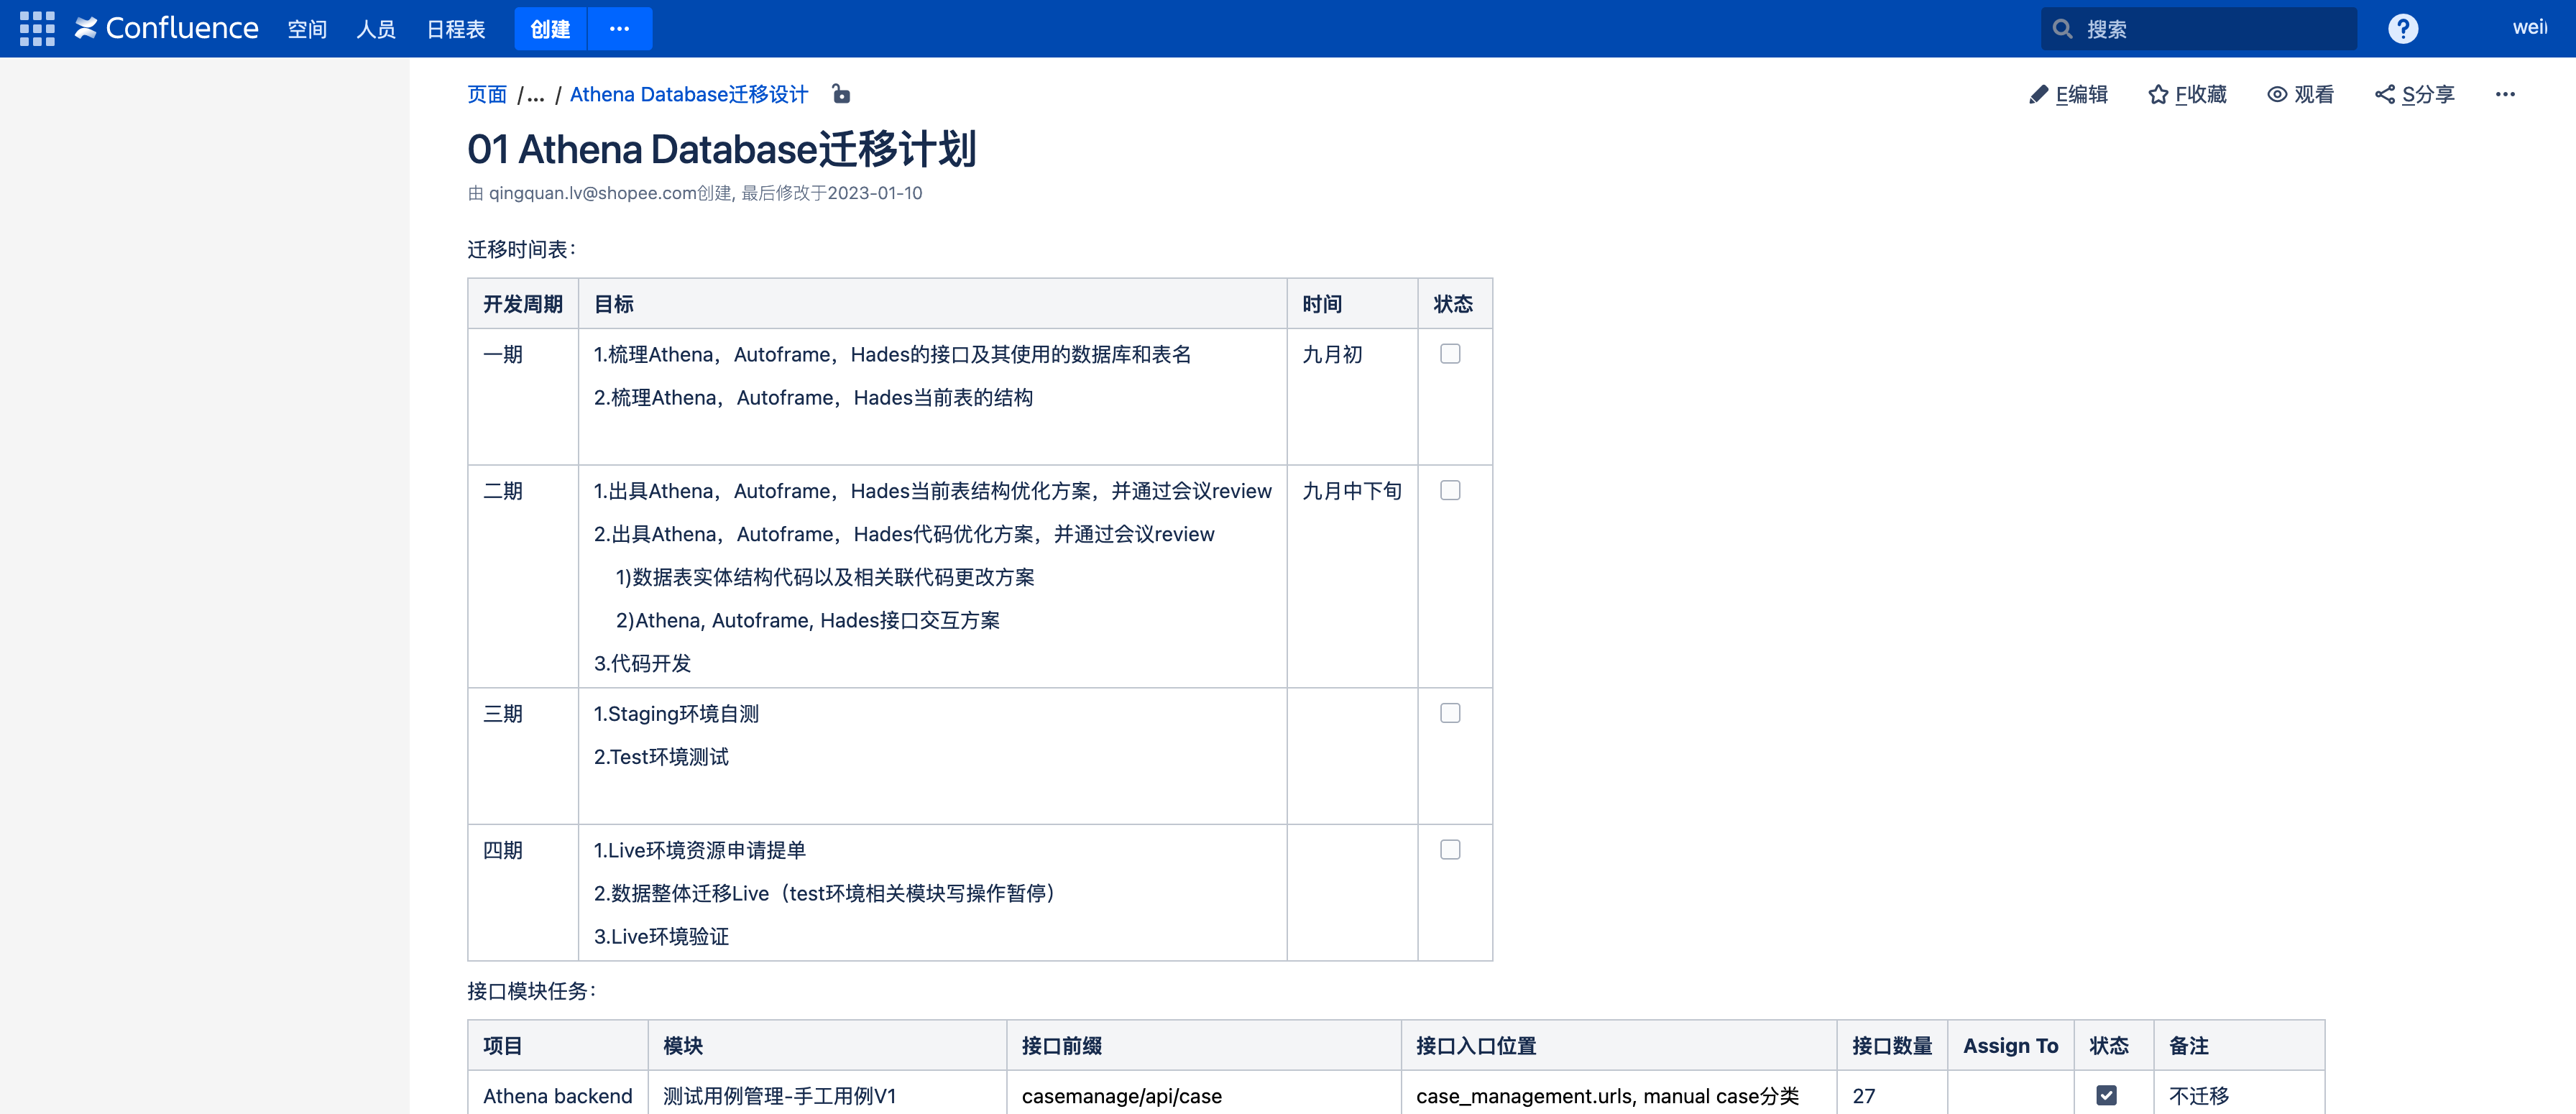 Confluence 空间 人员 日程表 创建 ··· 搜索 ? wei
页面 /... / Athena Database迁移设计 E编辑 F收藏 观看 S分享 ···
01 Athena Database迁移计划
由 qingquan.lv@shopee.com创建, 最后修改于2023-01-10
迁移时间表：
开发周期 目标 时间 状态
一期 1.梳理Athena，Autoframe，Hades的接口及其使用的数据库和表名 九月初
2.梳理Athena，Autoframe，Hades当前表的结构
二期 1.出具Athena，Autoframe，Hades当前表结构优化方案，并通过会议review 九月中下旬
2.出具Athena，Autoframe，Hades代码优化方案，并通过会议review
1)数据表实体结构代码以及相关联代码更改方案
2)Athena, Autoframe, Hades接口交互方案
3.代码开发
三期 1.Staging环境自测
2.Test环境测试
四期 1.Live环境资源申请提单
2.数据整体迁移Live（test环境相关模块写操作暂停）
3.Live环境验证
接口模块任务：
项目 模块 接口前缀 接口入口位置 接口数量 Assign To 状态 备注
Athena backend 测试用例管理-手工用例V1 casemanage/api/case case_management.urls, manual case分类 27 不迁移